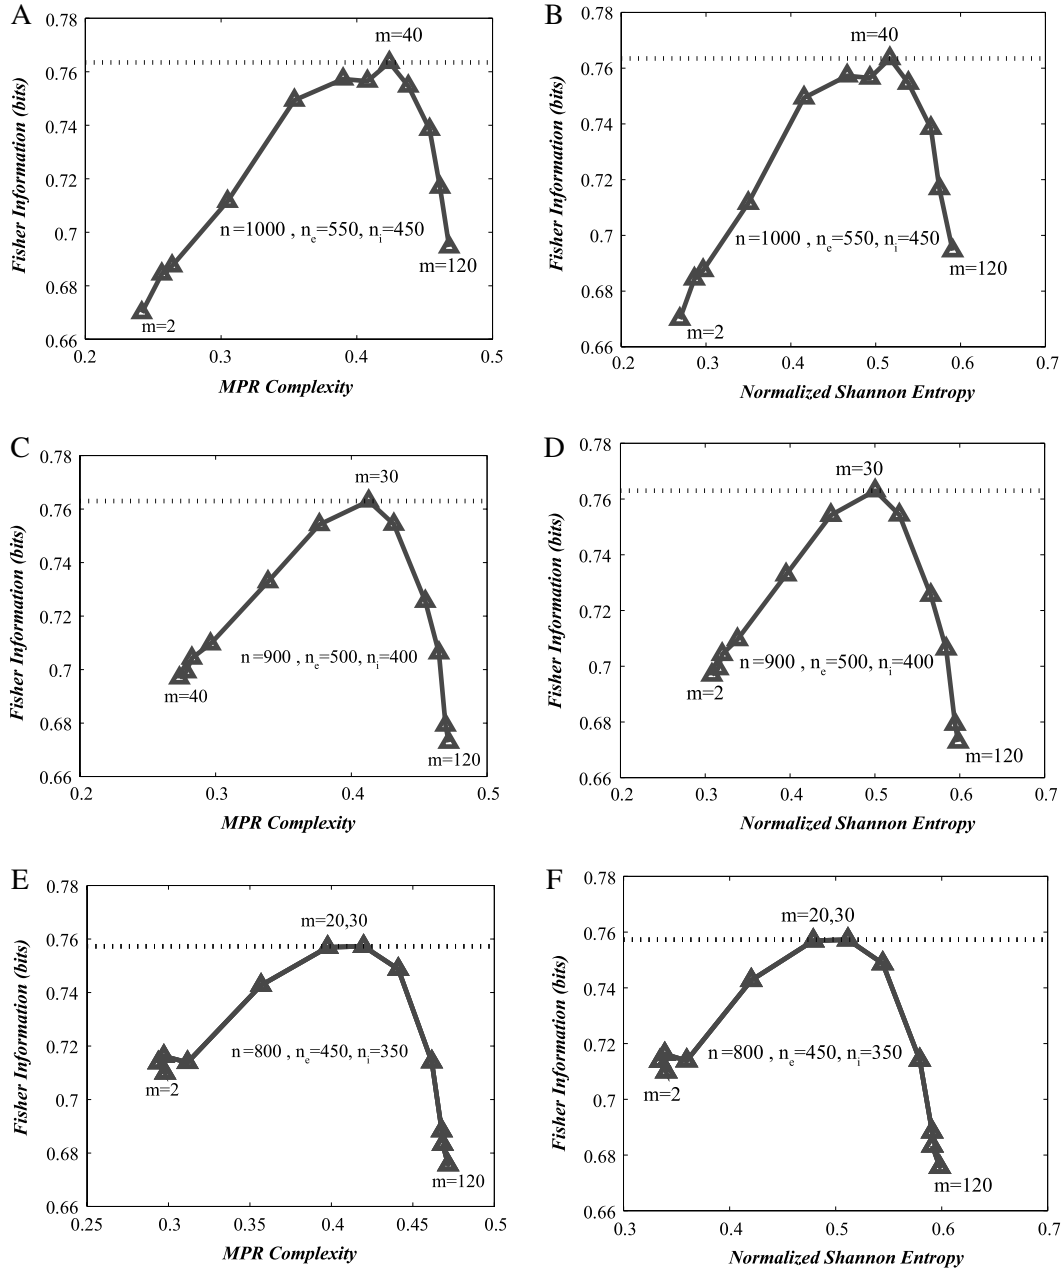 A
0.78
0.76
0.74
0.72
0.7
0.68
0.66
Fisher Information (bits)
m=40
n=1000 , ne=550, ni=450
m=120
m=2
0.2 0.3 0.4 0.5
MPR Complexity
B
0.78
0.76
0.74
0.72
0.7
0.68
0.66
Fisher Information (bits)
m=40
n=1000 , ne=550, ni=450
m=120
m=2
0.2 0.3 0.4 0.5 0.6 0.7
Normalized Shannon Entropy
C
0.78
0.76
0.74
0.72
0.7
0.68
0.66
Fisher Information (bits)
m=30
n=900 , ne=500, ni=400
m=40
m=120
0.2 0.3 0.4 0.5
MPR Complexity
D
0.78
0.76
0.74
0.72
0.7
0.68
0.66
Fisher Information (bits)
m=30
n=900 , ne=500, ni=400
m=2
m=120
0.2 0.3 0.4 0.5 0.6 0.7
Normalized Shannon Entropy
E
0.78
0.76
0.74
0.72
0.7
0.68
0.66
Fisher Information (bits)
m=20,30
n=800 , ne=450, ni=350
m=2
m=120
0.25 0.3 0.35 0.4 0.45 0.5
MPR Complexity
F
0.78
0.76
0.74
0.72
0.7
0.68
0.66
Fisher Information (bits)
m=20,30
n=800 , ne=450, ni=350
m=2
m=120
0.3 0.4 0.5 0.6 0.7
Normalized Shannon Entropy